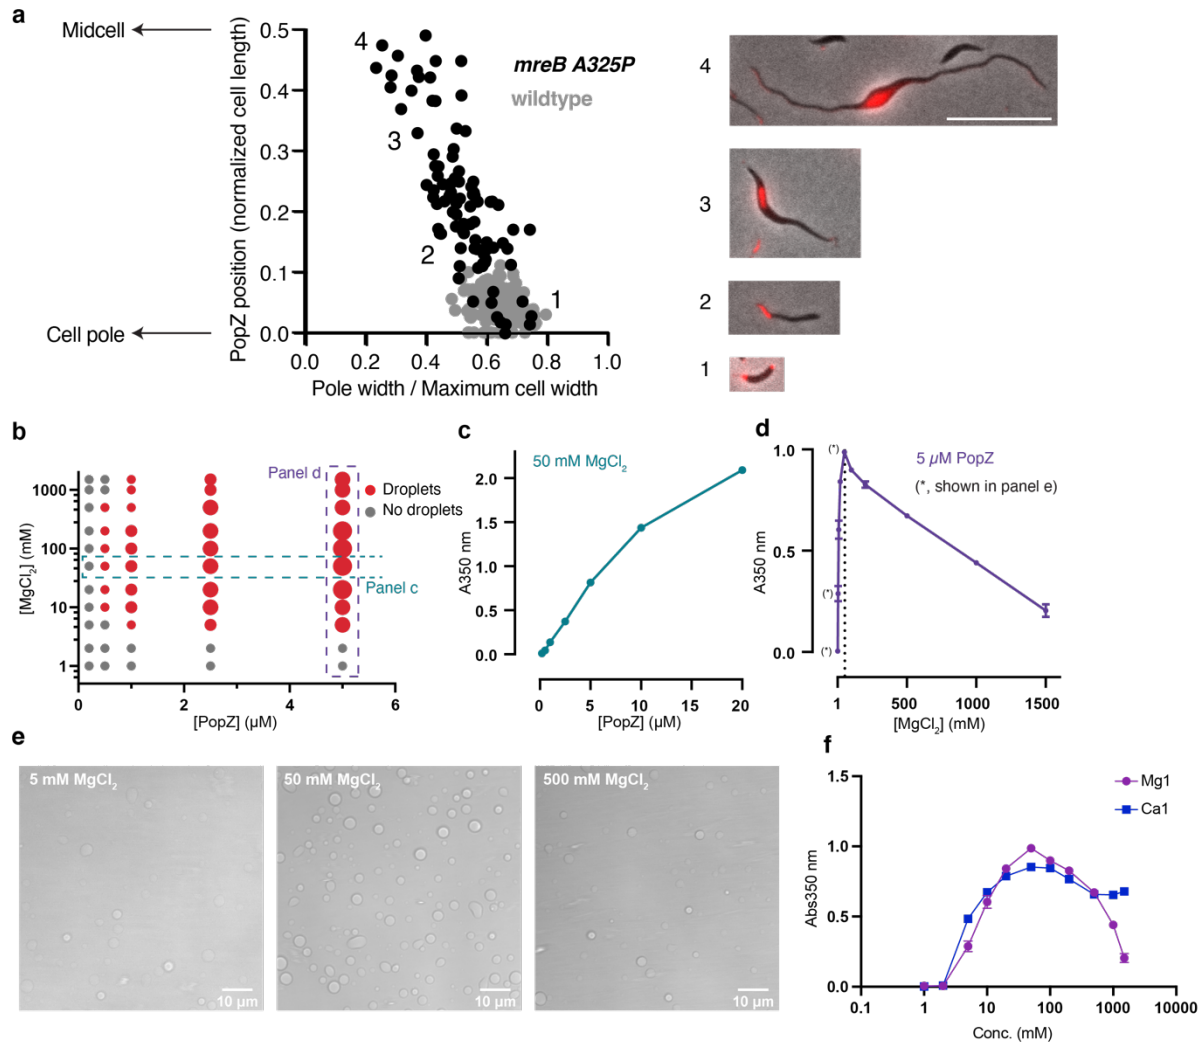 a
Midcell
Cell pole
PopZ position (normalized cell length)
0.5
0.4
0.3
0.2
0.1
0.0
4
3
2
1
mreB A325P
wildtype
0.0
0.2
0.4
0.6
0.8
1.0
Pole width / Maximum cell width
4
3
2
1
b
[MgCl₂] (mM)
1000
100
10
1
Panel d
Droplets
No droplets
Panel c
0
2
4
6
[PopZ] (µM)
c
50 mM MgCl₂
A350 nm
2.0
1.5
1.0
0.5
0.0
0
5
10
15
20
[PopZ] (µM)
d
5 µM PopZ
(*, shown in panel e)
A350 nm
1.0
0.5
0.0
(*)
(*)
(*)
1
500
1000
1500
[MgCl₂] (mM)
e
5 mM MgCl₂
10 µm
50 mM MgCl₂
10 µm
500 mM MgCl₂
10 µm
f
Mg1
Ca1
Abs350 nm
1.5
1.0
0.5
0.0
0.1
1
10
100
1000
10000
Conc. (mM)